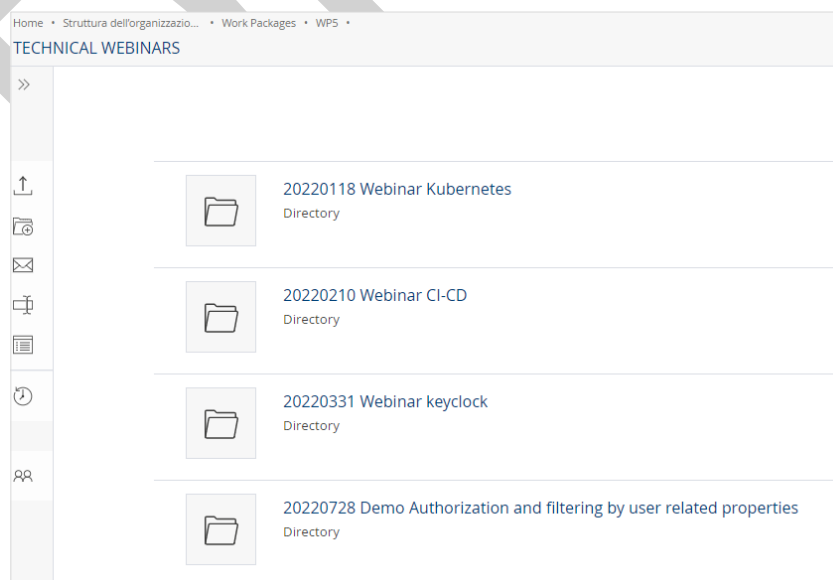 Home • Struttura dell'organizzazio... • Work Packages • WP5 •
TECHNICAL WEBINARS
20220118 Webinar Kubernetes
Directory
20220210 Webinar CI-CD
Directory
20220331 Webinar keyclock
Directory
20220728 Demo Authorization and filtering by user related properties
Directory